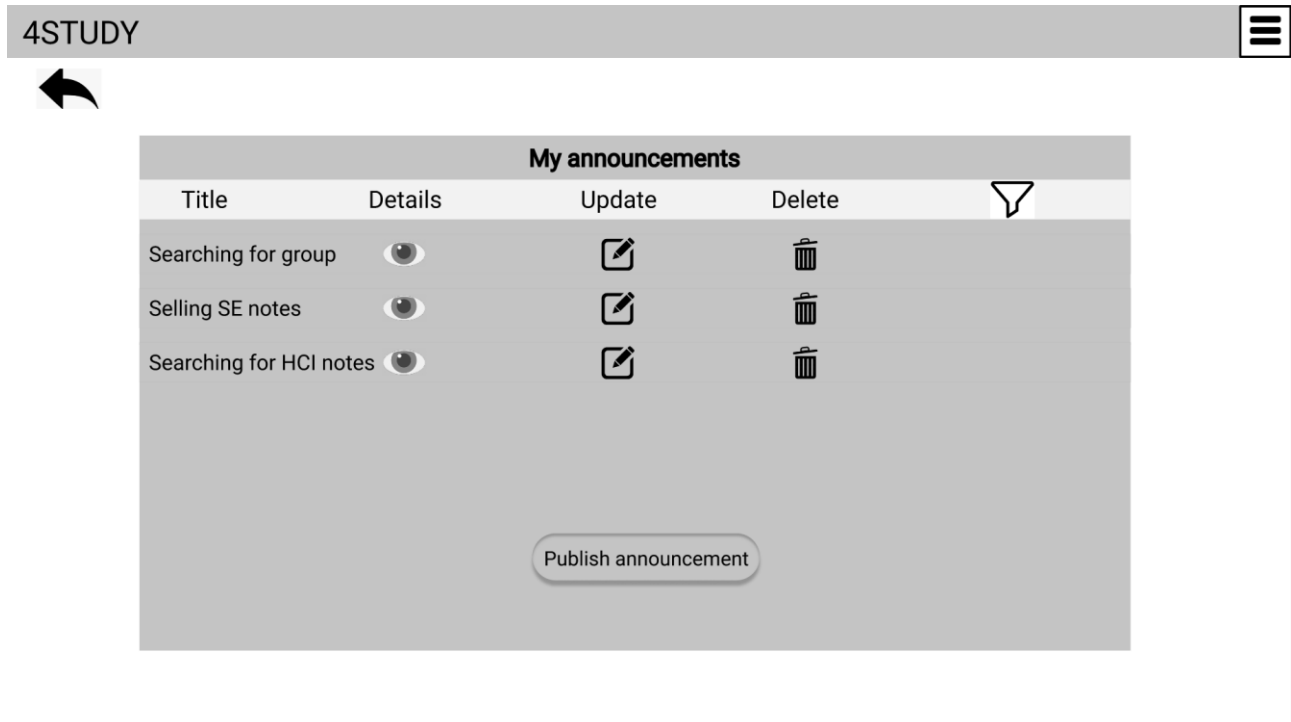 4STUDY
My announcements
Title Details Update Delete
Searching for group
Selling SE notes
Searching for HCI notes
Publish announcement